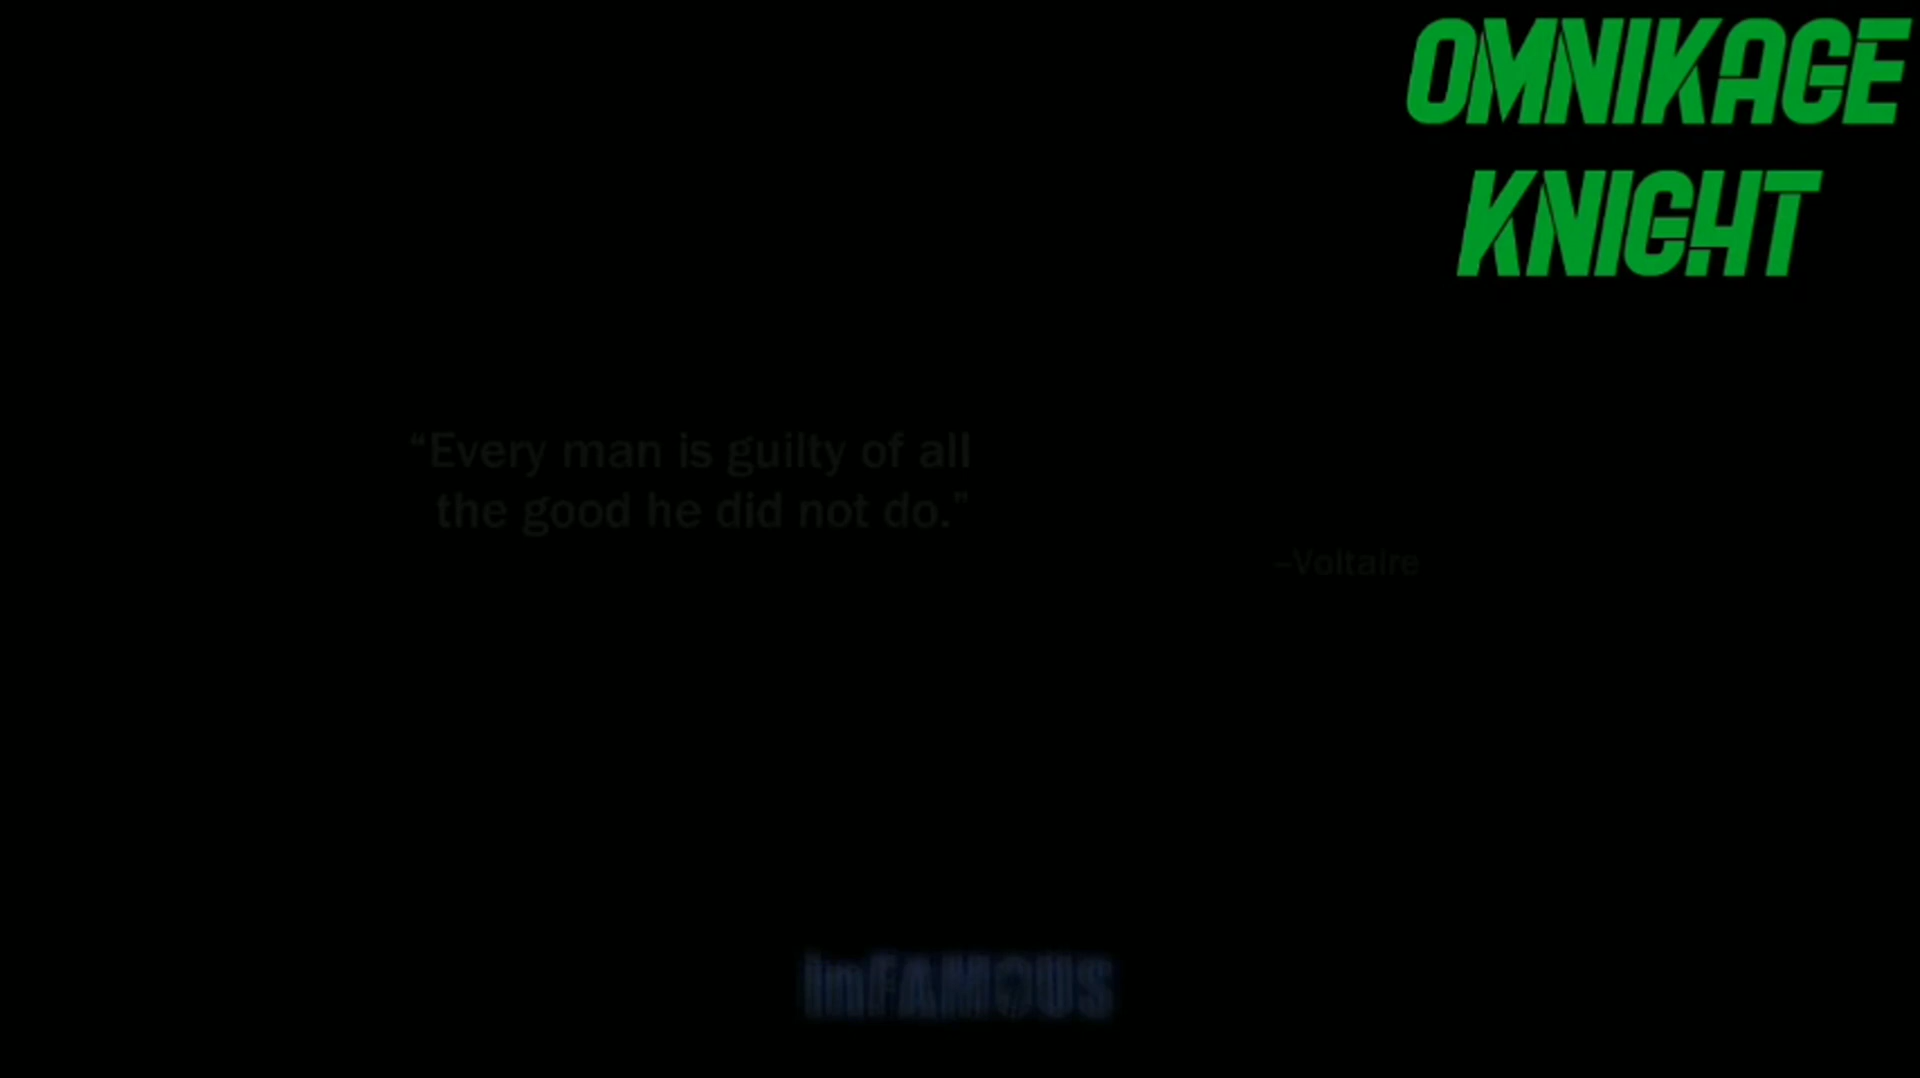 OMNIKAGE
KNIGHT
“Every man is guilty of all
the good he did not do.”
–Voltaire
inFAMOUS